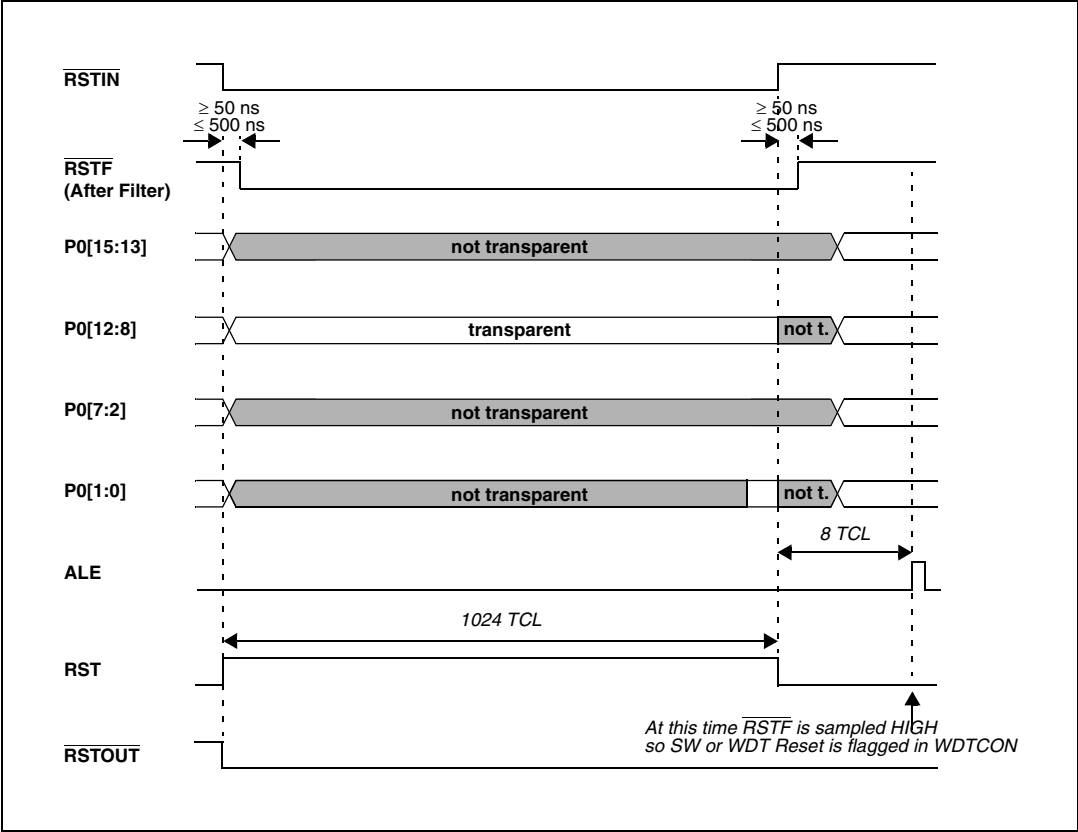 RSTIN
≥ 50 ns
≤ 500 ns
≥ 50 ns
≤ 500 ns
RSTF
(After Filter)
P0[15:13]
not transparent
P0[12:8]
transparent
not t.
P0[7:2]
not transparent
P0[1:0]
not transparent
not t.
8 TCL
ALE
1024 TCL
RST
At this time RSTF is sampled HIGH
so SW or WDT Reset is flagged in WDTCON
RSTOUT